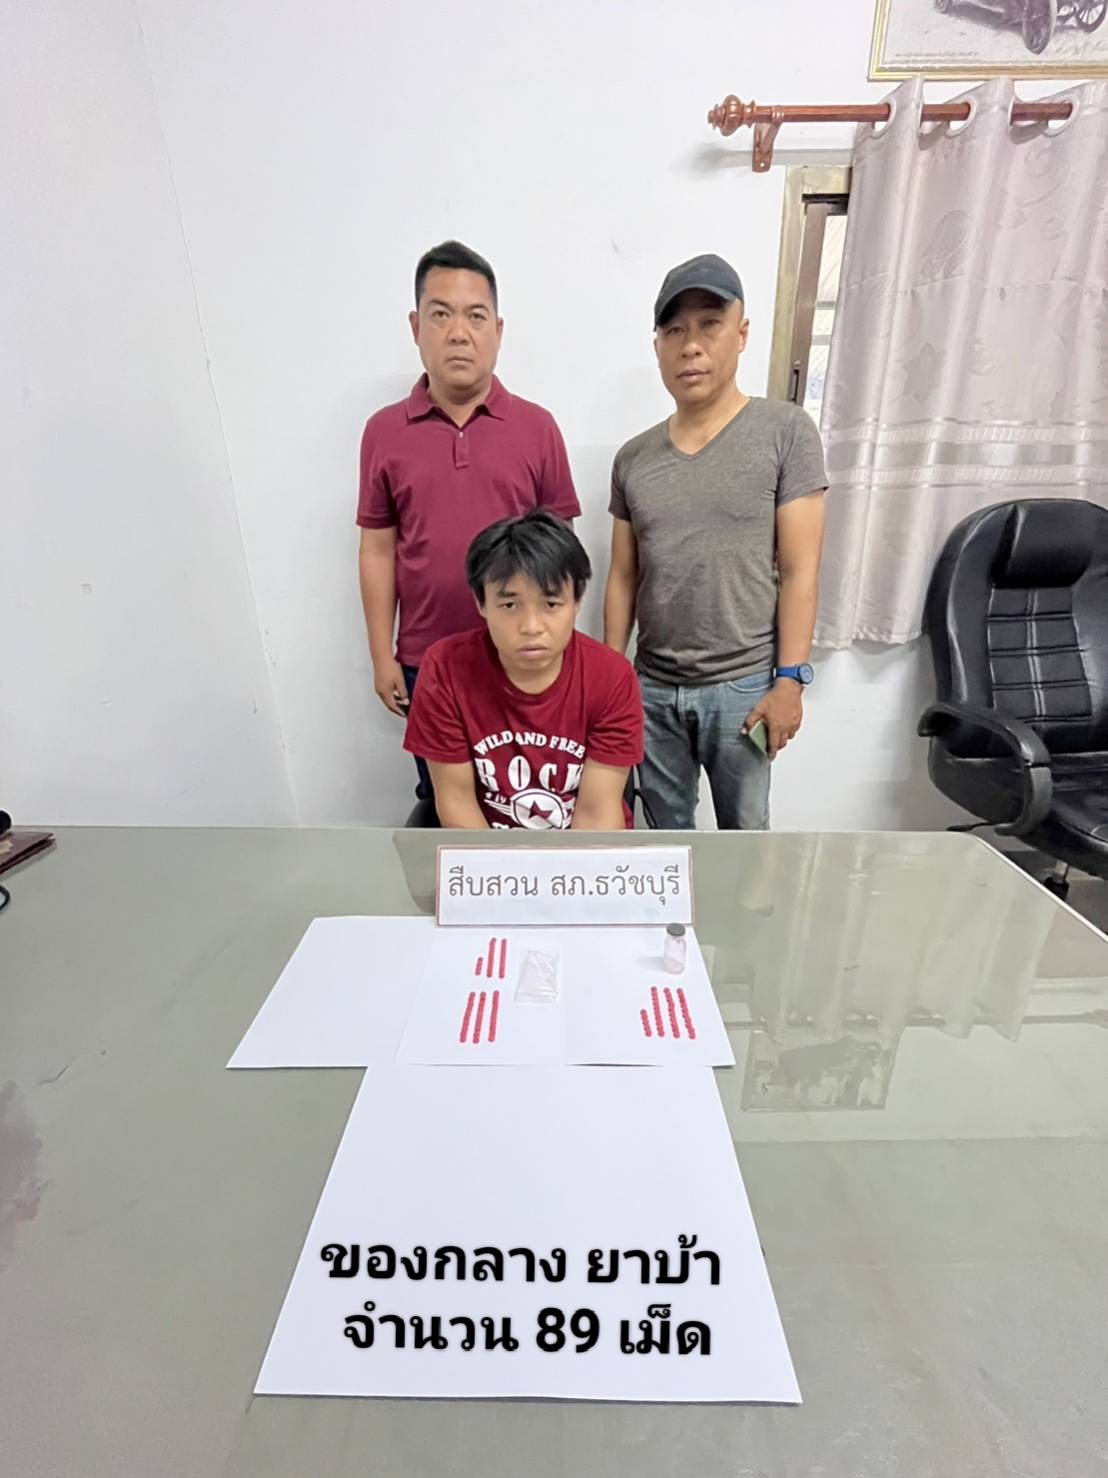 WILD AND FREE
ROCK
สืบสวน สภ.ธวัชบุรี
ของกลาง ยาบ้า
จำนวน 89 เม็ด